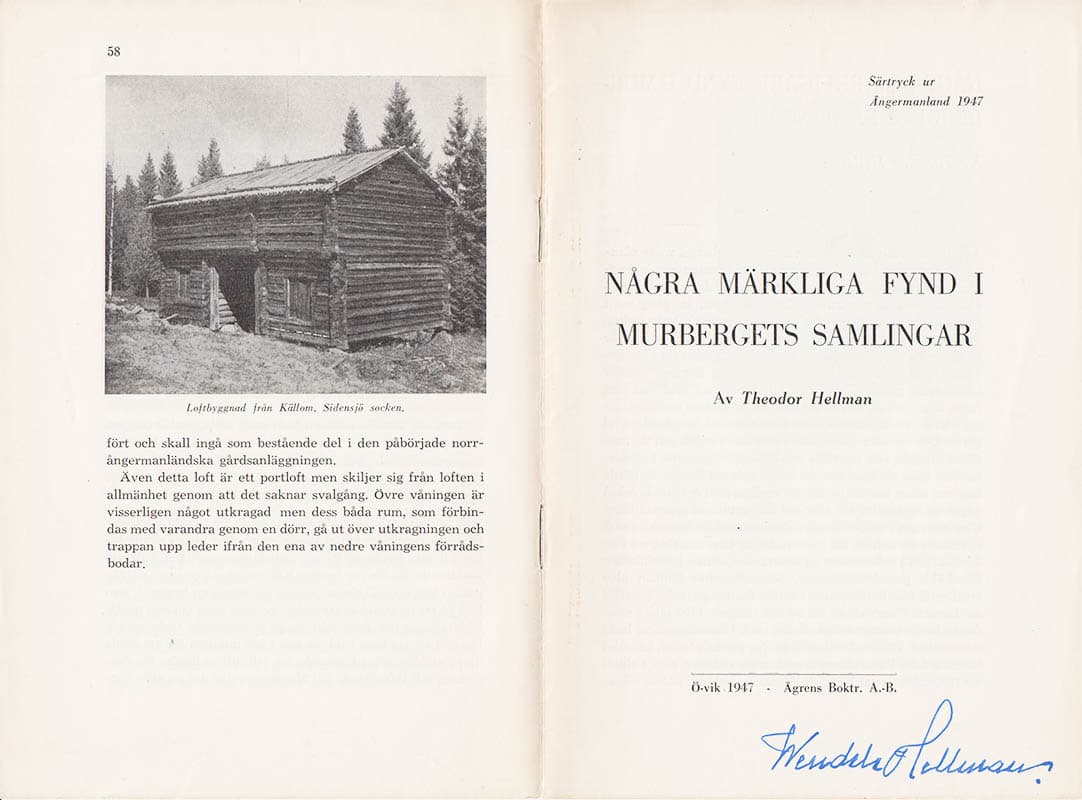 58
Loftbyggnad från Källom, Sidensjö socken.
fört och skall ingå som bestående del i den påbörjade norr-
ångermanländska gårdsanläggningen.
Även detta loft är ett portloft men skiljer sig från loften i
allmänhet genom att det saknar svalgång. Övre våningen är
visserligen något utkragad men dess båda rum, som förbin-
das med varandra genom en dörr, gå ut över utkragningen och
trappan upp leder ifrån den ena av nedre våningens förråds-
bodar.
Särtryck ur
Ångermanland 1947
NÅGRA MÄRKLIGA FYND I
MURBERGETS SAMLINGAR
Av Theodor Hellman
Ö-vik 1947 - Ågrens Boktr. A.-B.
Wendela Hellman.